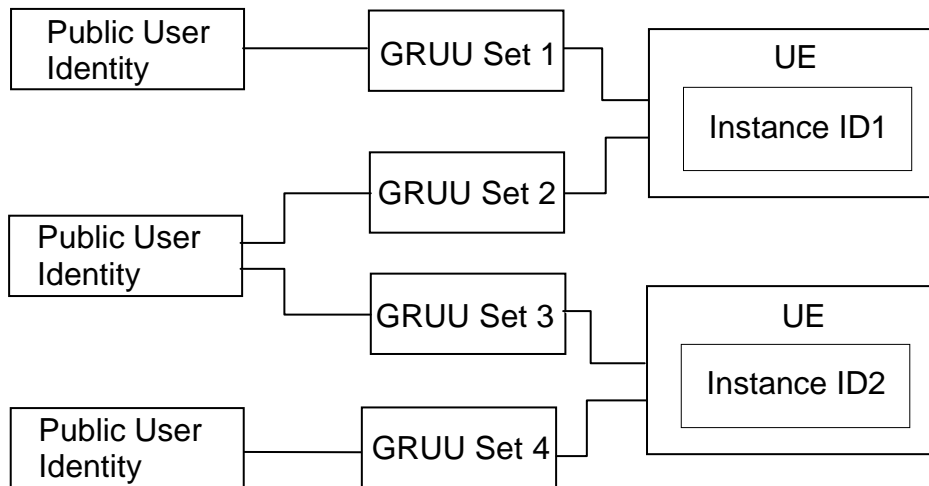 Public User
Identity
GRUU Set 1
UE
Instance ID1
GRUU Set 2
Public User
Identity
GRUU Set 3
UE
Instance ID2
Public User
Identity
GRUU Set 4